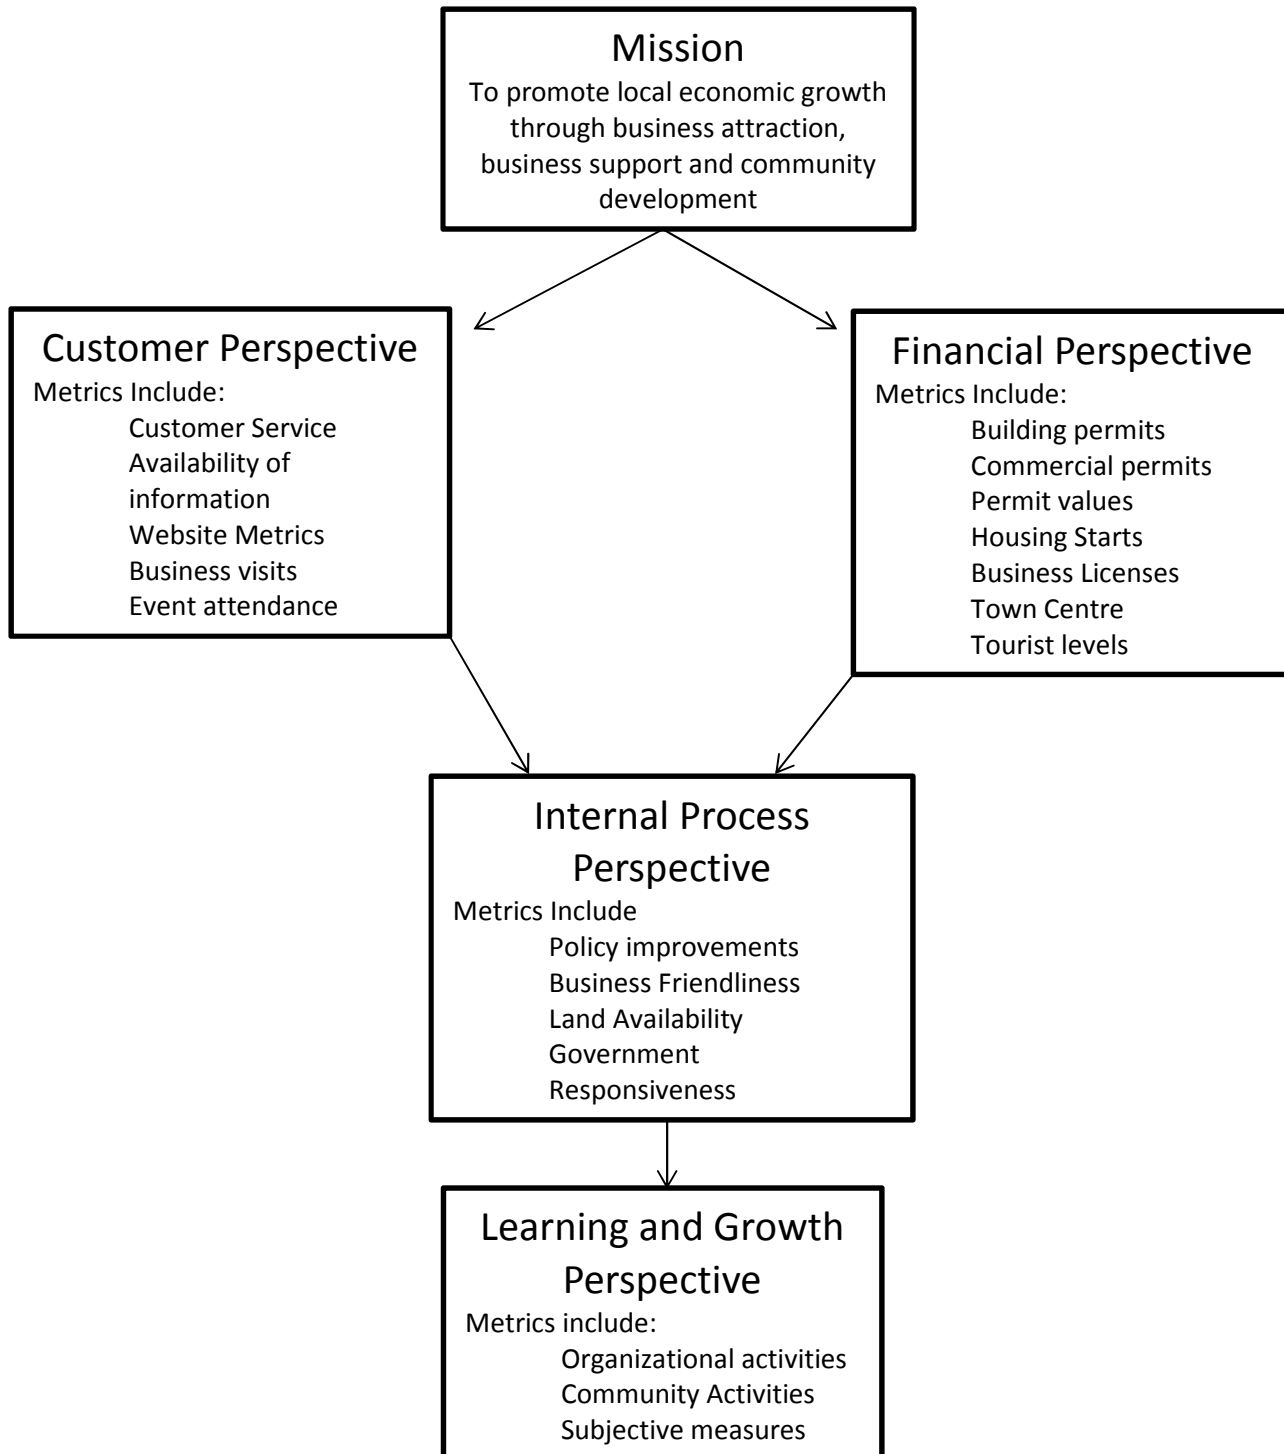 Mission
To promote local economic growth
through business attraction,
business support and community
development
Customer Perspective
Metrics Include:
Customer Service
Availability of
information
Website Metrics
Business visits
Event attendance
Financial Perspective
Metrics Include:
Building permits
Commercial permits
Permit values
Housing Starts
Business Licenses
Town Centre
Tourist levels
Internal Process
Perspective
Metrics Include
Policy improvements
Business Friendliness
Land Availability
Government
Responsiveness
Learning and Growth
Perspective
Metrics include:
Organizational activities
Community Activities
Subjective measures